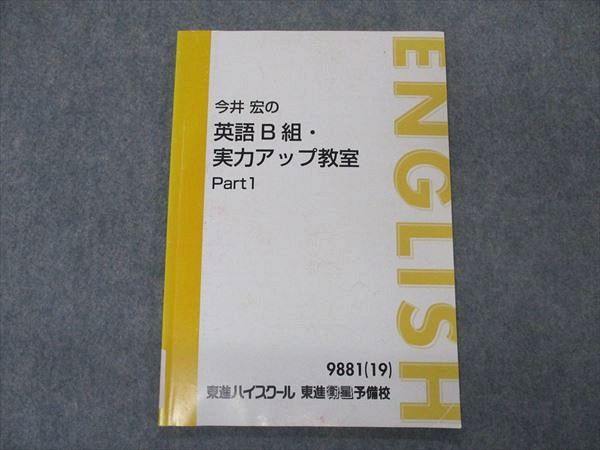 今井 宏の
英語B組・
実力アップ教室
Part1
ENGLISH
9881(19)
東進ハイスクール 東進衛星予備校